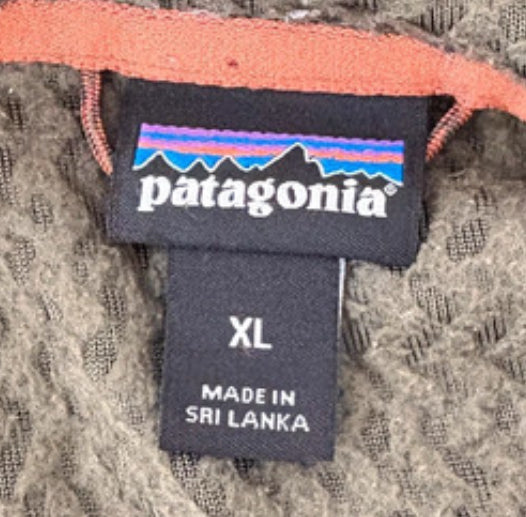 patagonia®
XL
MADE IN
SRI LANKA